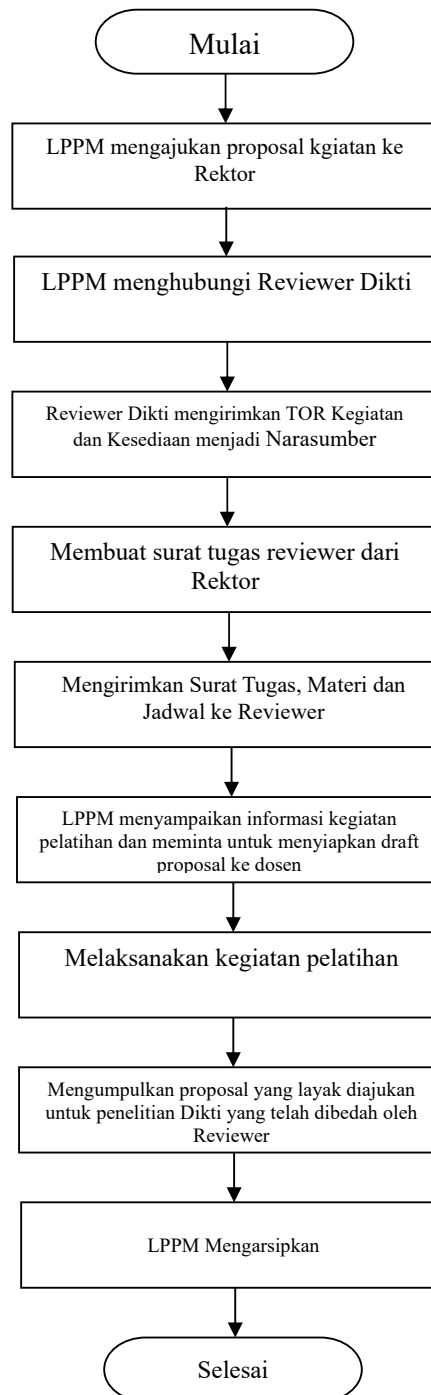 Mulai
LPPM mengajukan proposal kgiatan ke
Rektor
LPPM menghubungi Reviewer Dikti
Reviewer Dikti mengirimkan TOR Kegiatan
dan Kesediaan menjadi Narasumber
Membuat surat tugas reviewer dari
Rektor
Mengirimkan Surat Tugas, Materi dan
Jadwal ke Reviewer
LPPM menyampaikan informasi kegiatan
pelatihan dan meminta untuk menyiapkan draft
proposal ke dosen
Melaksanakan kegiatan pelatihan
Mengumpulkan proposal yang layak diajukan
untuk penelitian Dikti yang telah dibedah oleh
Reviewer
LPPM Mengarsipkan
Selesai